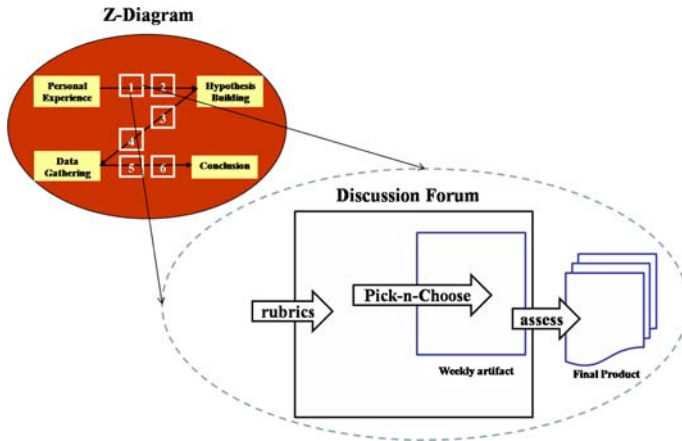 Z-Diagram
Personal
Experience
1
2
Hypothesis
Building
3
4
Data
Gathering
5
6
Conclusion
Discussion Forum
rubrics
Pick-n-Choose
assess
Weekly artifact
Final Product